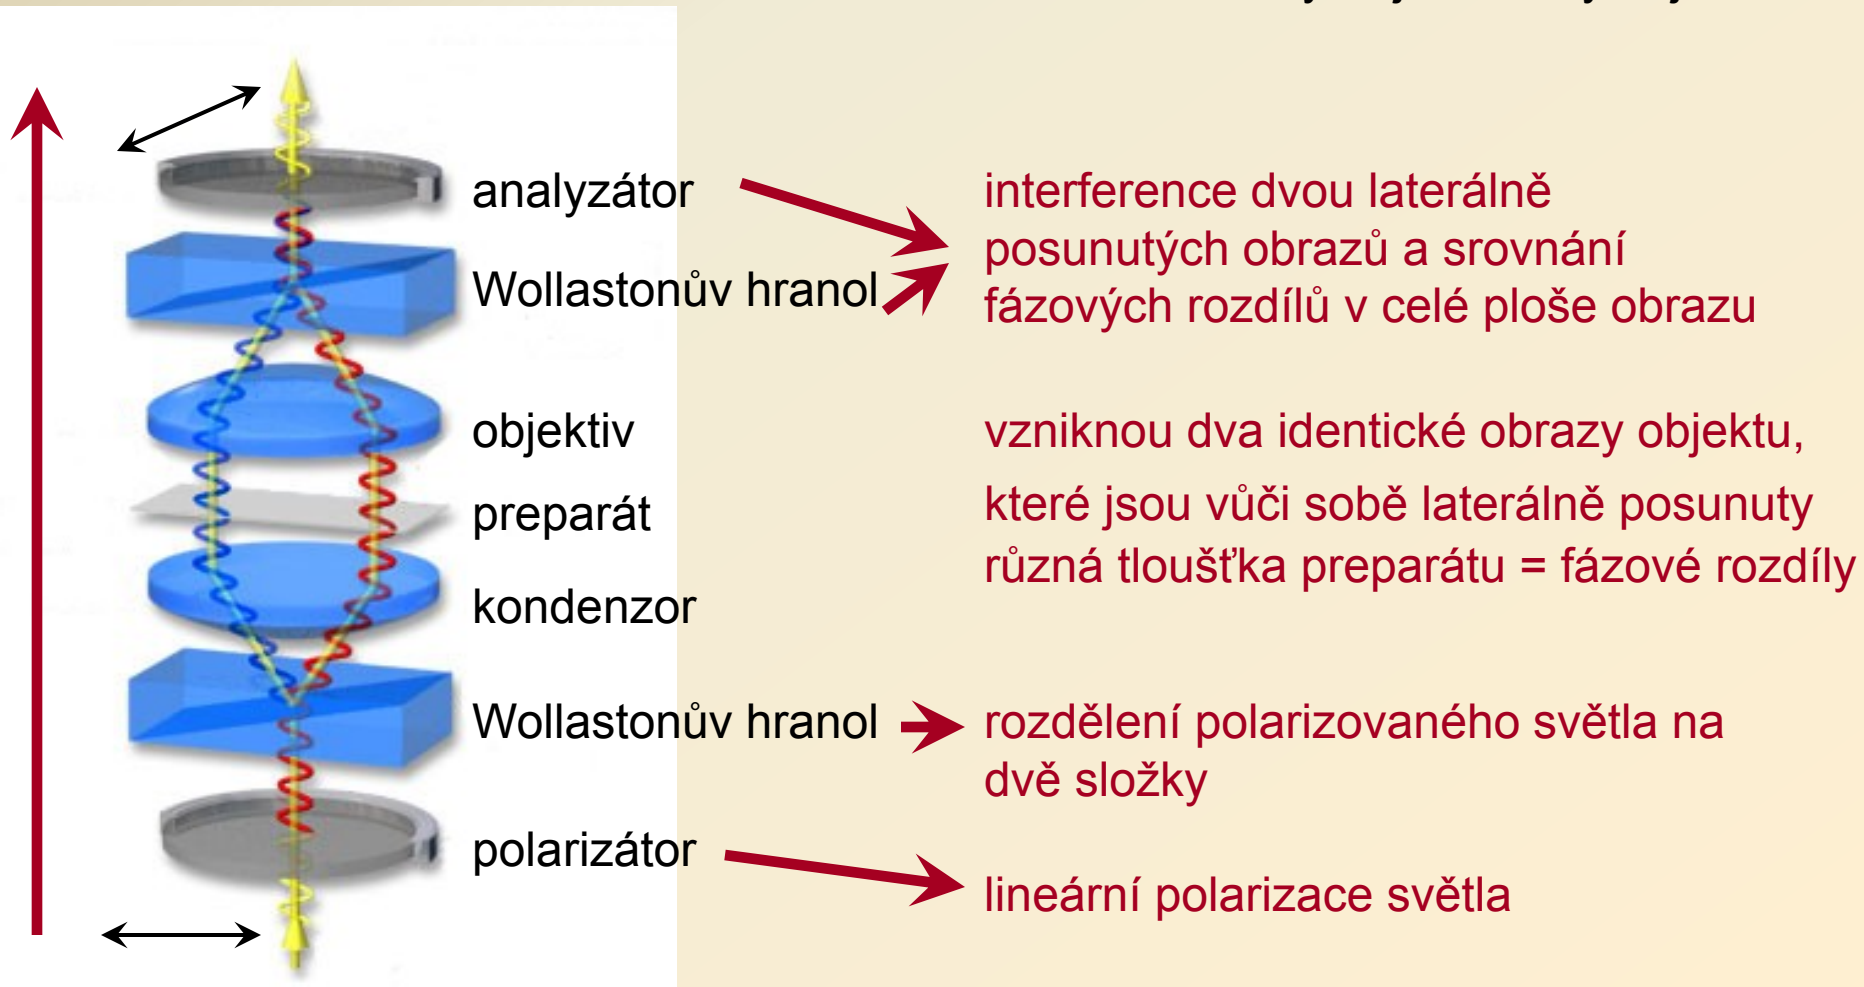 analyzátor
interference dvou laterálně
posunutých obrazů a srovnání
Wollastonův hranol
fázových rozdílů v celé ploše obrazu
objektiv
vzniknou dva identické obrazy objektu,
preparát
které jsou vůči sobě laterálně posunuty
různá tloušťka preparátu = fázové rozdíly
kondenzor
Wollastonův hranol
rozdělení polarizovaného světla na
dvě složky
polarizátor
lineární polarizace světla